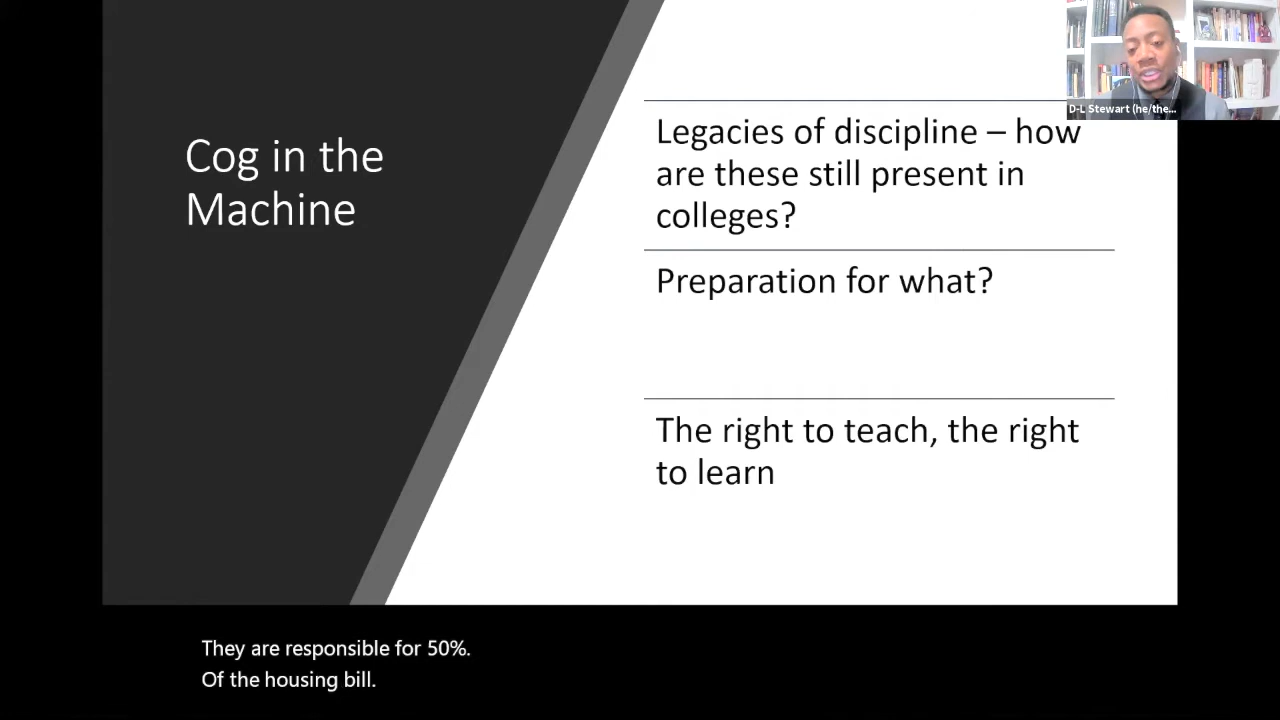 D-L Stewart (he/the...
Cog in the
Machine
Legacies of discipline – how
are these still present in
colleges?
Preparation for what?
The right to teach, the right
to learn
They are responsible for 50%.
Of the housing bill.